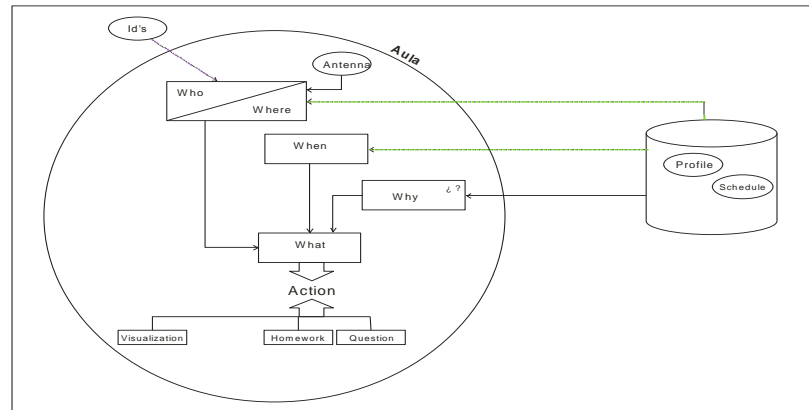 Id's
Aula
Antenna
Who
Where
When
Profile
Schedule
¿ ?
Why
What
Action
Visualization
Homework
Question